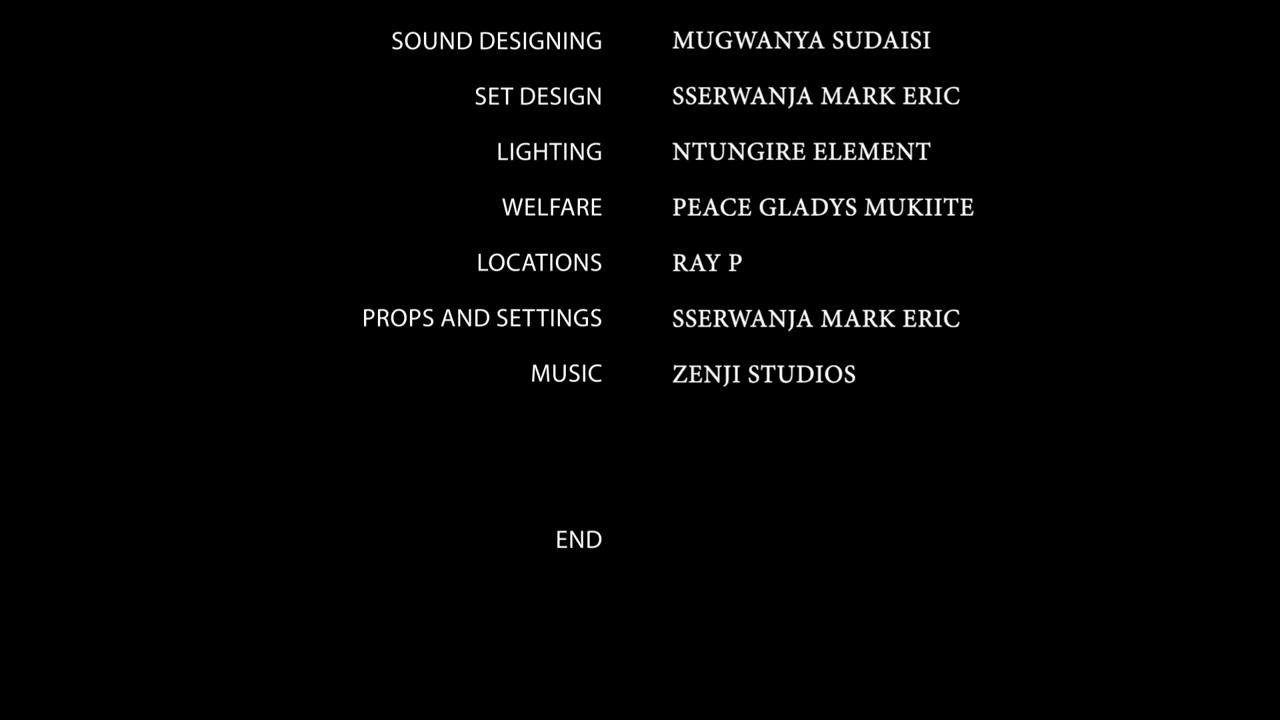 SOUND DESIGNING MUGWANYA SUDAISI
SET DESIGN SSERWANJA MARK ERIC
LIGHTING NTUNGIRE ELEMENT
WELFARE PEACE GLADYS MUKIITE
LOCATIONS RAY P
PROPS AND SETTINGS SSERWANJA MARK ERIC
MUSIC ZENJI STUDIOS
END